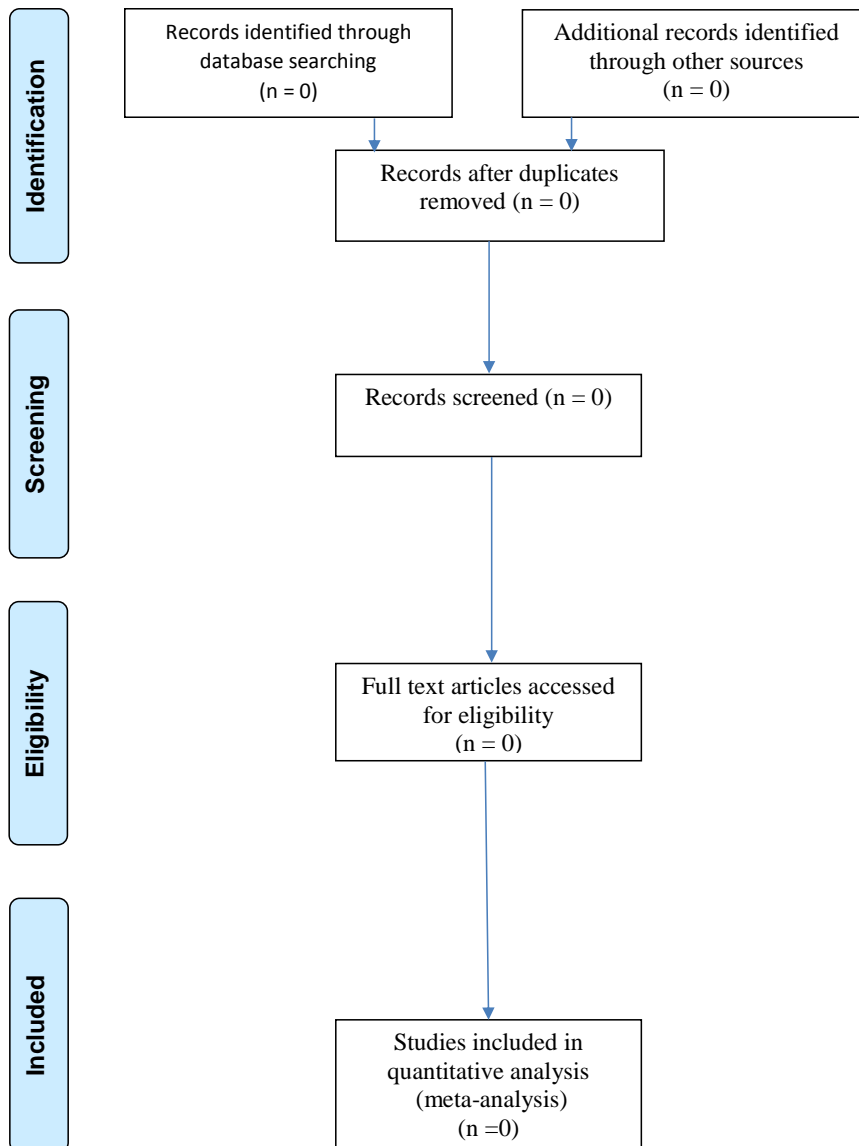 Identification
Records identified through
database searching
(n = 0)
Additional records identified
through other sources
(n = 0)
Records after duplicates
removed (n = 0)
Screening
Records screened (n = 0)
Eligibility
Full text articles accessed
for eligibility
(n = 0)
Included
Studies included in
quantitative analysis
(meta-analysis)
(n =0)